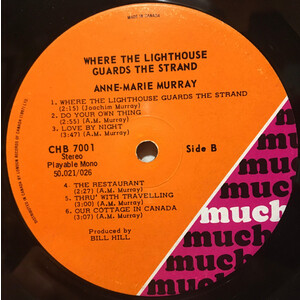 MADE IN CANADA
WHERE THE LIGHTHOUSE
GUARDS THE STRAND
ANNE-MARIE MURRAY
1. WHERE THE LIGHTHOUSE GUARDS THE STRAND
(2:15) (Joachim Murray)
2. DO YOUR OWN THING
(2:55) (A.M. Murray)
3. LOVE BY NIGHT
(3:47) (A.M. Murray)
CHB 7001
Stereo
Playable Mono
50.021/026
Side B
4. THE RESTAURANT
(2:27) (A.M. Murray)
5. THRU' WITH TRAVELLING
(3:00) (A.M. Murray)
6. OUR COTTAGE IN CANADA
(3:07) (A.M. Murray)
Produced by
BILL HILL
much
much
much
much